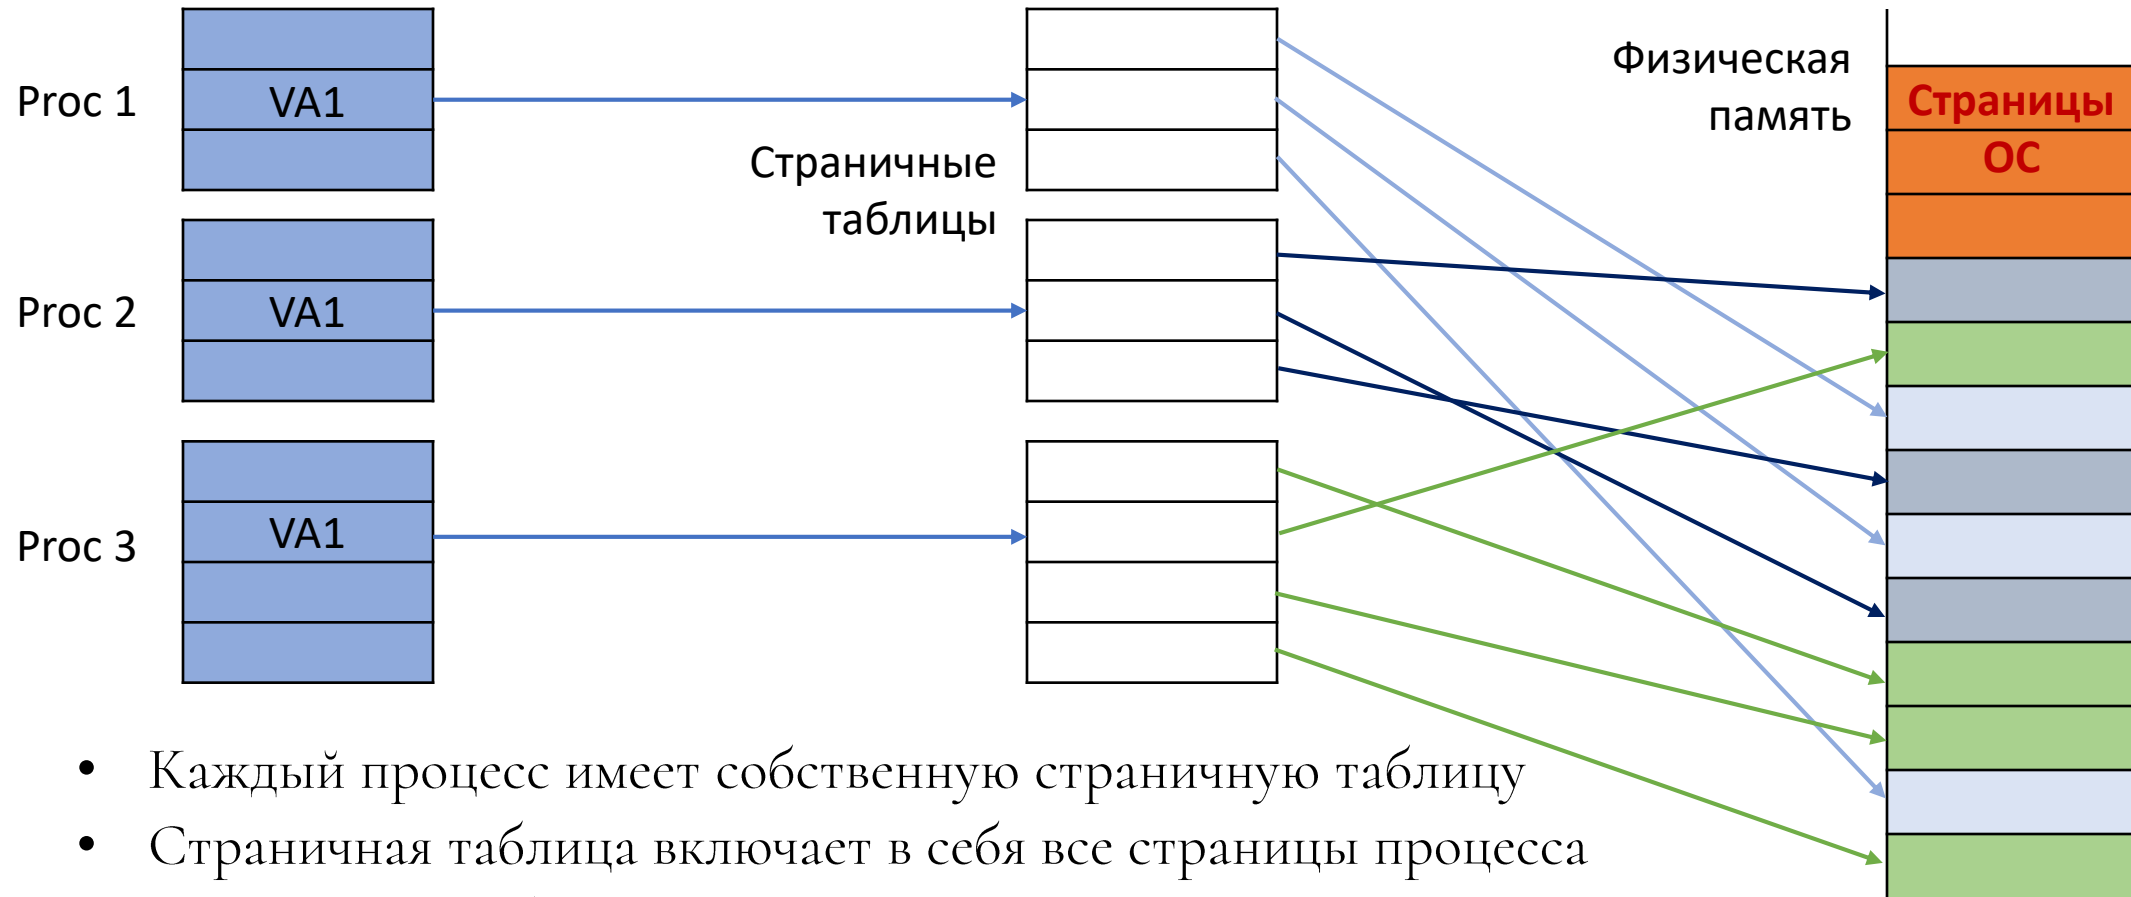 Proc 1
VA1
Физическая
память
Страницы
ОС
Страничные
таблицы
Proc 2
VA1
Proc 3
VA1
• Каждый процесс имеет собственную страничную таблицу
• Страничная таблица включает в себя все страницы процесса